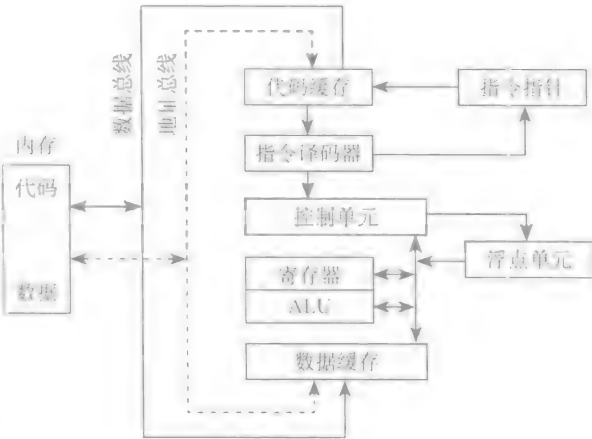 数据总线
地址总线
代码缓存
指令指针
指令译码器
内存
代码
数据
控制单元
浮点单元
寄存器
ALU
数据缓存